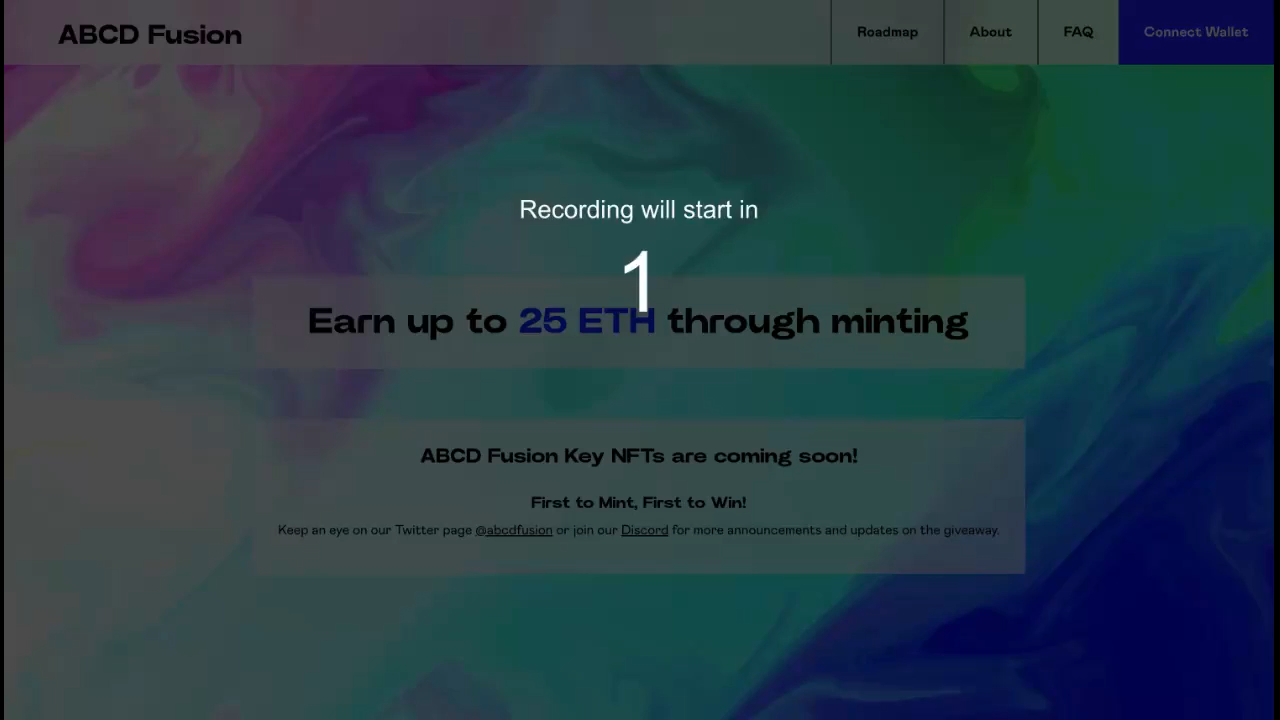 ABCD Fusion
Roadmap
About
FAQ
Connect Wallet
Recording will start in
1
Earn up to 25 ETH through minting
ABCD Fusion Key NFTs are coming soon!
First to Mint, First to Win!
Keep an eye on our Twitter page @abcdfusion or join our Discord for more announcements and updates on the giveaway.